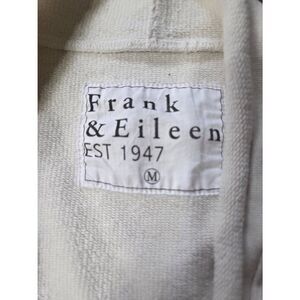 Frank
& Eileen
EST 1947
M